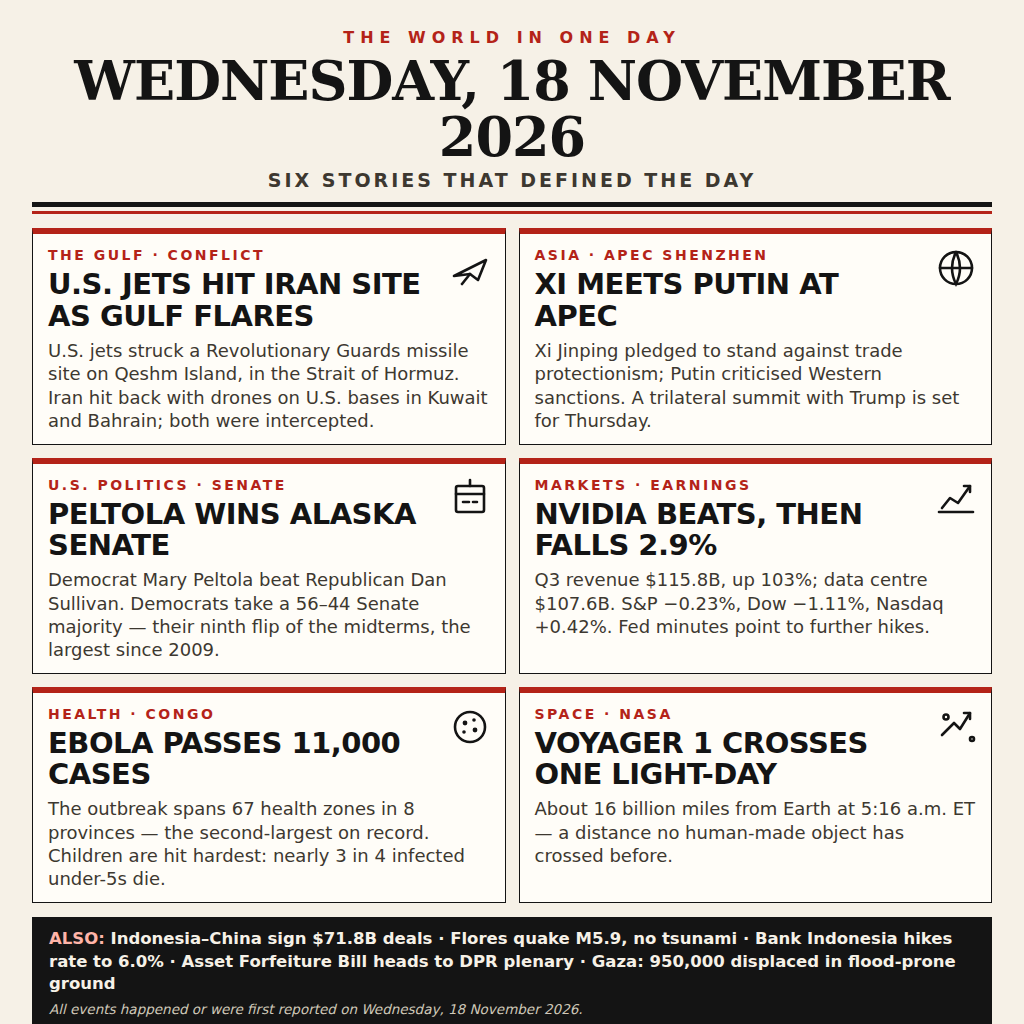 THE WORLD IN ONE DAY
WEDNESDAY, 18 NOVEMBER
2026
SIX STORIES THAT DEFINED THE DAY
THE GULF · CONFLICT
U.S. JETS HIT IRAN SITE
AS GULF FLARES
U.S. jets struck a Revolutionary Guards missile
site on Qeshm Island, in the Strait of Hormuz.
Iran hit back with drones on U.S. bases in Kuwait
and Bahrain; both were intercepted.
ASIA · APEC SHENZHEN
XI MEETS PUTIN AT
APEC
Xi Jinping pledged to stand against trade
protectionism; Putin criticised Western
sanctions. A trilateral summit with Trump is set
for Thursday.
U.S. POLITICS · SENATE
PELTOLA WINS ALASKA
SENATE
Democrat Mary Peltola beat Republican Dan
Sullivan. Democrats take a 56–44 Senate
majority — their ninth flip of the midterms, the
largest since 2009.
MARKETS · EARNINGS
NVIDIA BEATS, THEN
FALLS 2.9%
Q3 revenue $115.8B, up 103%; data centre
$107.6B. S&P −0.23%, Dow −1.11%, Nasdaq
+0.42%. Fed minutes point to further hikes.
HEALTH · CONGO
EBOLA PASSES 11,000
CASES
The outbreak spans 67 health zones in 8
provinces — the second-largest on record.
Children are hit hardest: nearly 3 in 4 infected
under-5s die.
SPACE · NASA
VOYAGER 1 CROSSES
ONE LIGHT-DAY
About 16 billion miles from Earth at 5:16 a.m. ET
— a distance no human-made object has
crossed before.
ALSO: Indonesia–China sign $71.8B deals · Flores quake M5.9, no tsunami · Bank Indonesia hikes
rate to 6.0% · Asset Forfeiture Bill heads to DPR plenary · Gaza: 950,000 displaced in flood-prone
ground
All events happened or were first reported on Wednesday, 18 November 2026.